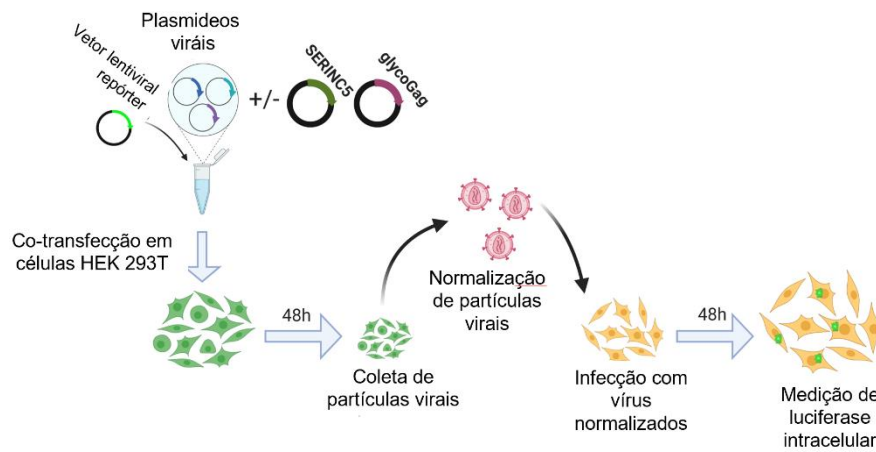 Plasmideos
viráis
Vetor lentiviral
repórter
+/-
SERINC5
glycoGag
Co-transfecção em
células HEK 293T
48h
Coleta de
partículas virais
Normalização
de partículas
virais
Infecção com
vírus
normalizados
48h
Medição de
luciferase
intracelular